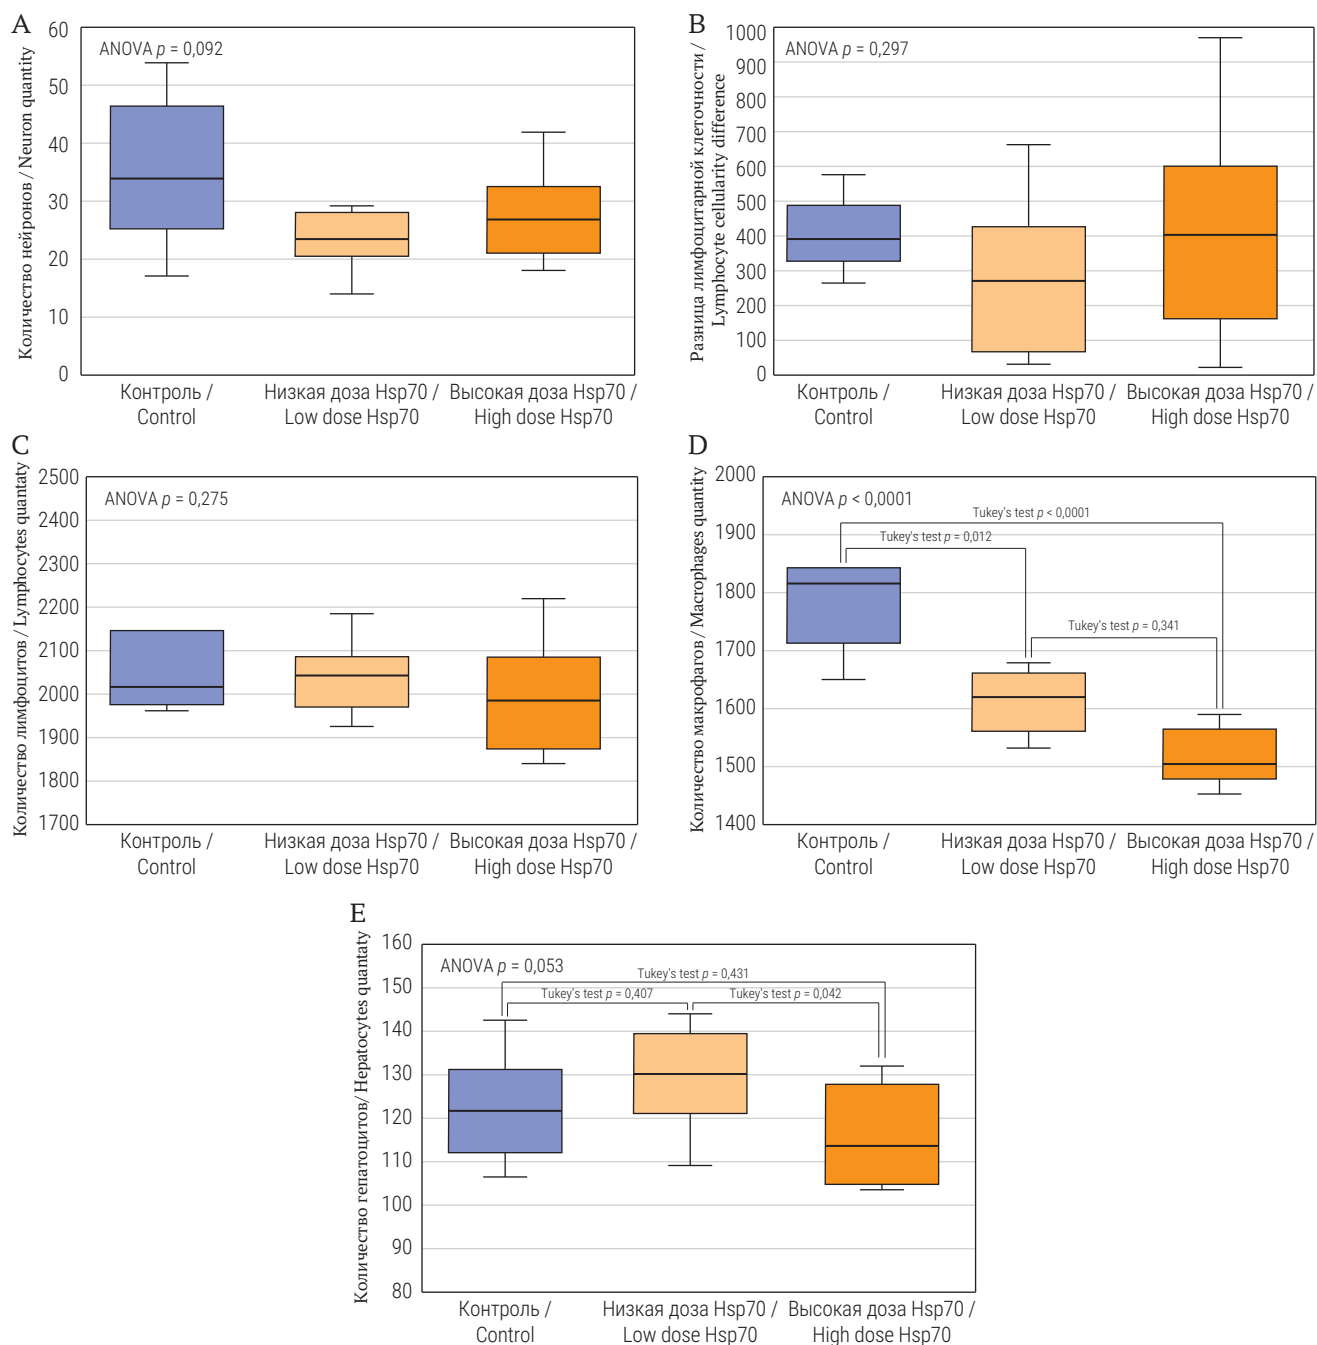 A
Количество нейронов / Neuron quantity
60
50
40
30
20
10
0
ANOVA p = 0,092
Контроль /
Control
Низкая доза Hsp70 /
Low dose Hsp70
Высокая доза Hsp70 /
High dose Hsp70
B
Разница лимфоцитарной клеточности /
Lymphocyte cellularity difference
1000
900
800
700
600
500
400
300
200
100
0
ANOVA p = 0,297
Контроль /
Control
Низкая доза Hsp70 /
Low dose Hsp70
Высокая доза Hsp70 /
High dose Hsp70
C
Количество лимфоцитов / Lymphocytes quantaty
2500
2400
2300
2200
2100
2000
1900
1800
1700
ANOVA p = 0,275
Контроль /
Control
Низкая доза Hsp70 /
Low dose Hsp70
Высокая доза Hsp70 /
High dose Hsp70
D
Количество макрофагов / Macrophages quantity
2000
1900
1800
1700
1600
1500
1400
ANOVA p < 0,0001
Tukey's test p < 0,0001
Tukey's test p = 0,012
Tukey's test p = 0,341
Контроль /
Control
Низкая доза Hsp70 /
Low dose Hsp70
Высокая доза Hsp70 /
High dose Hsp70
E
Количество гепатоцитов/ Hepatocytes quantaty
160
150
140
130
120
110
100
90
80
ANOVA p = 0,053
Tukey's test p = 0,431
Tukey's test p = 0,407
Tukey's test p = 0,042
Контроль /
Control
Низкая доза Hsp70 /
Low dose Hsp70
Высокая доза Hsp70 /
High dose Hsp70